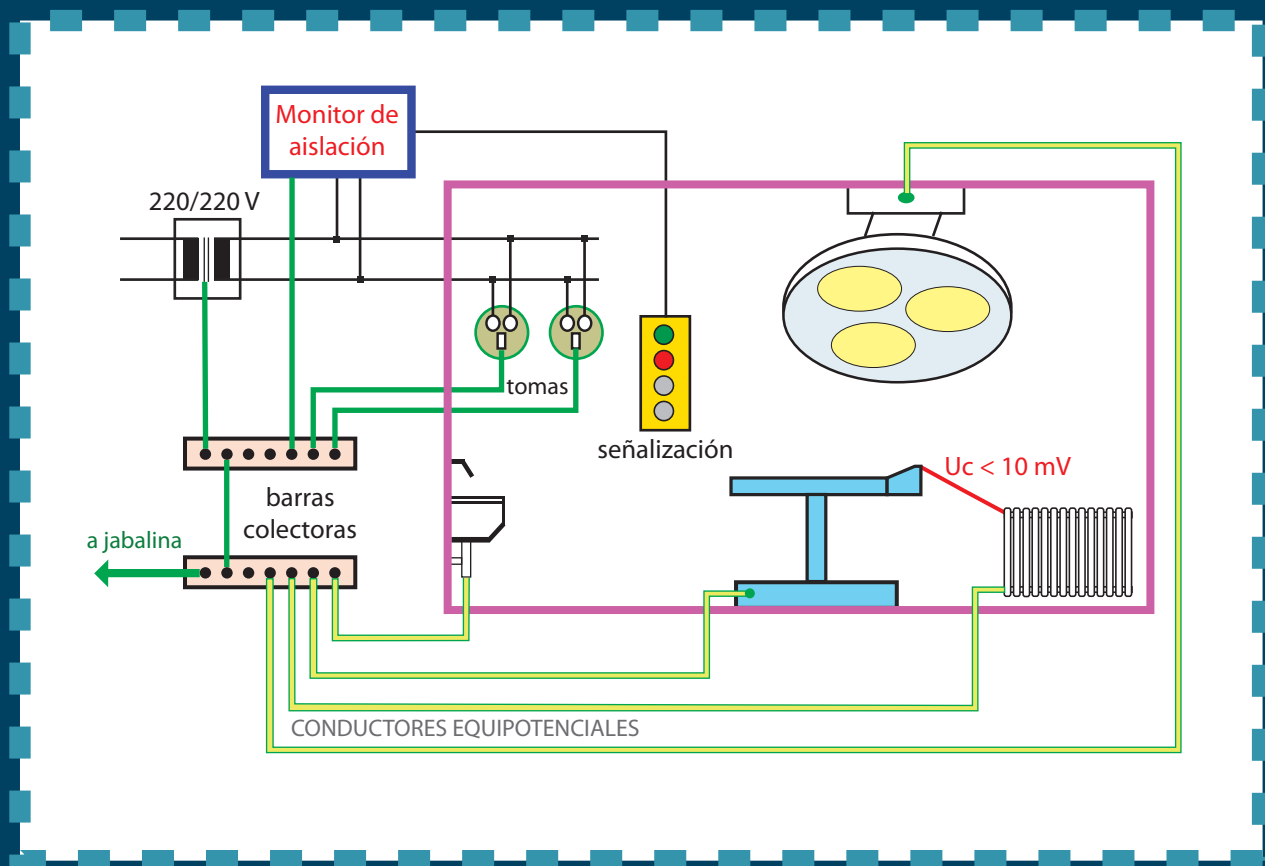 Monitor de
aislación
220/220 V
tomas
señalización
Uc < 10 mV
barras
colectoras
a jabalina
CONDUCTORES EQUIPOTENCIALES